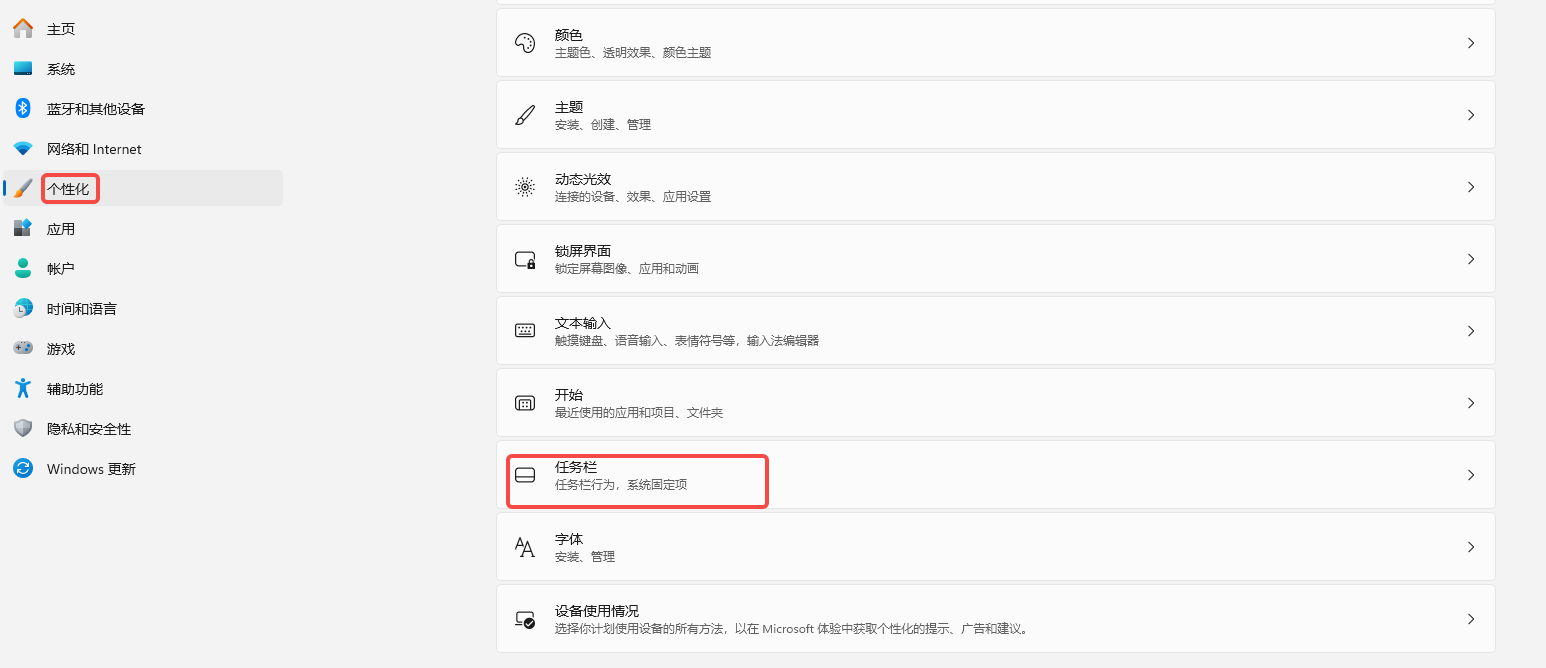 主页
系统
蓝牙和其他设备
网络和 Internet
个性化
应用
帐户
时间和语言
游戏
辅助功能
隐私和安全性
Windows 更新
颜色
主题色、透明效果、颜色主题
主题
安装、创建、管理
动态光效
连接的设备、效果、应用设置
锁屏界面
锁定屏幕图像、应用和动画
文本输入
触摸键盘、语音输入、表情符号等，输入法编辑器
开始
最近使用的应用和项目、文件夹
任务栏
任务栏行为，系统固定项
字体
安装、管理
设备使用情况
选择你计划使用设备的所有方法，以在 Microsoft 体验中获取个性化的提示、广告和建议。